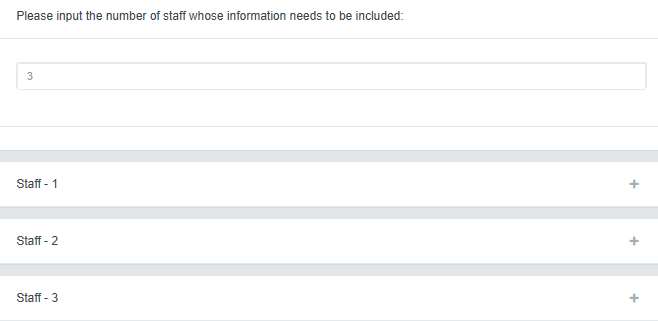 Please input the number of staff whose information needs to be included:
3
Staff - 1
Staff - 2
Staff - 3